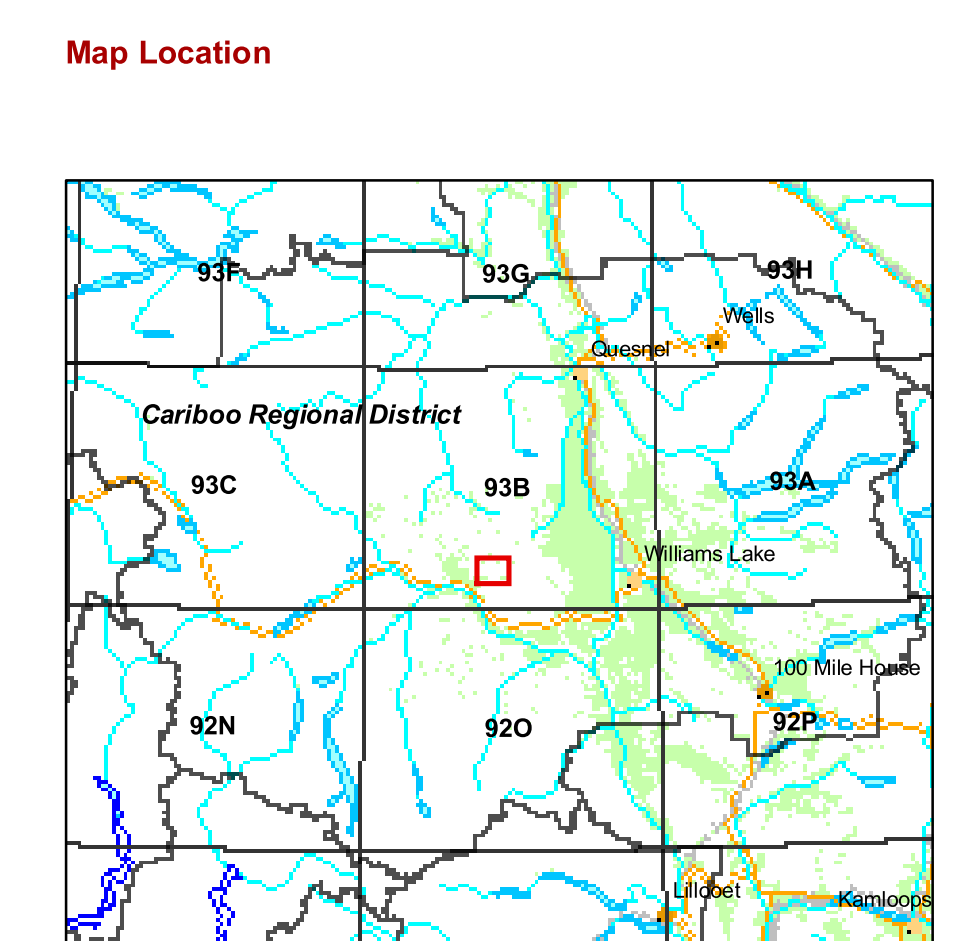 Map Location
93F
93G
93H
Wells
Quesnel
Cariboo Regional District
93C
93B
93A
Williams Lake
100 Mile House
92N
92O
92P
Lillooet
Kamloops